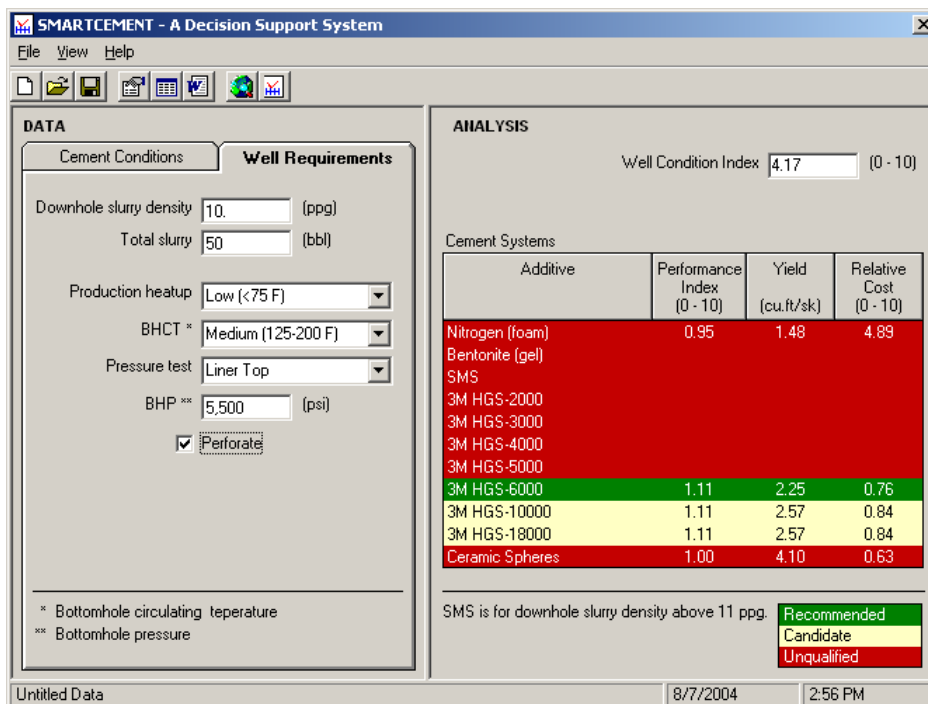 SMARTCEMENT - A Decision Support System
File View Help
DATA
Cement Conditions
Well Requirements
Downhole slurry density 10. (ppg)
Total slurry 50 (bbl)
Production heatup Low (<75 F)
BHCT * Medium (125-200 F)
Pressure test Liner Top
BHP ** 5,500 (psi)
Perforate
* Bottomhole circulating teperature
** Bottomhole pressure
ANALYSIS
Well Condition Index 4.17 (0 - 10)
Cement Systems
Additive Performance Index (0 - 10) Yield (cu.ft/sk) Relative Cost (0 - 10)
Nitrogen (foam) 0.95 1.48 4.89
Bentonite (gel)
SMS
3M HGS-2000
3M HGS-3000
3M HGS-4000
3M HGS-5000
3M HGS-6000 1.11 2.25 0.76
3M HGS-10000 1.11 2.57 0.84
3M HGS-18000 1.11 2.57 0.84
Ceramic Spheres 1.00 4.10 0.63
SMS is for downhole slurry density above 11 ppg.
Recommended
Candidate
Unqualified
Untitled Data 8/7/2004 2:56 PM